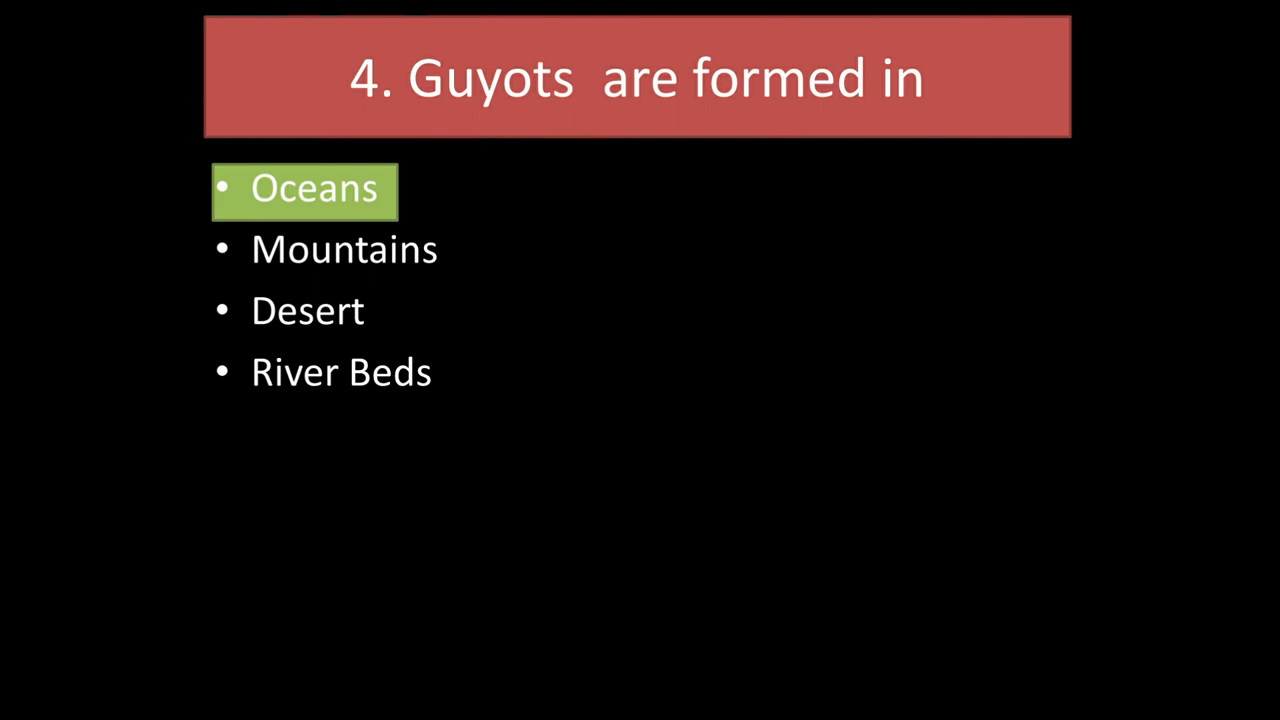 4. Guyots  are formed in
• Oceans
• Mountains
• Desert
• River Beds